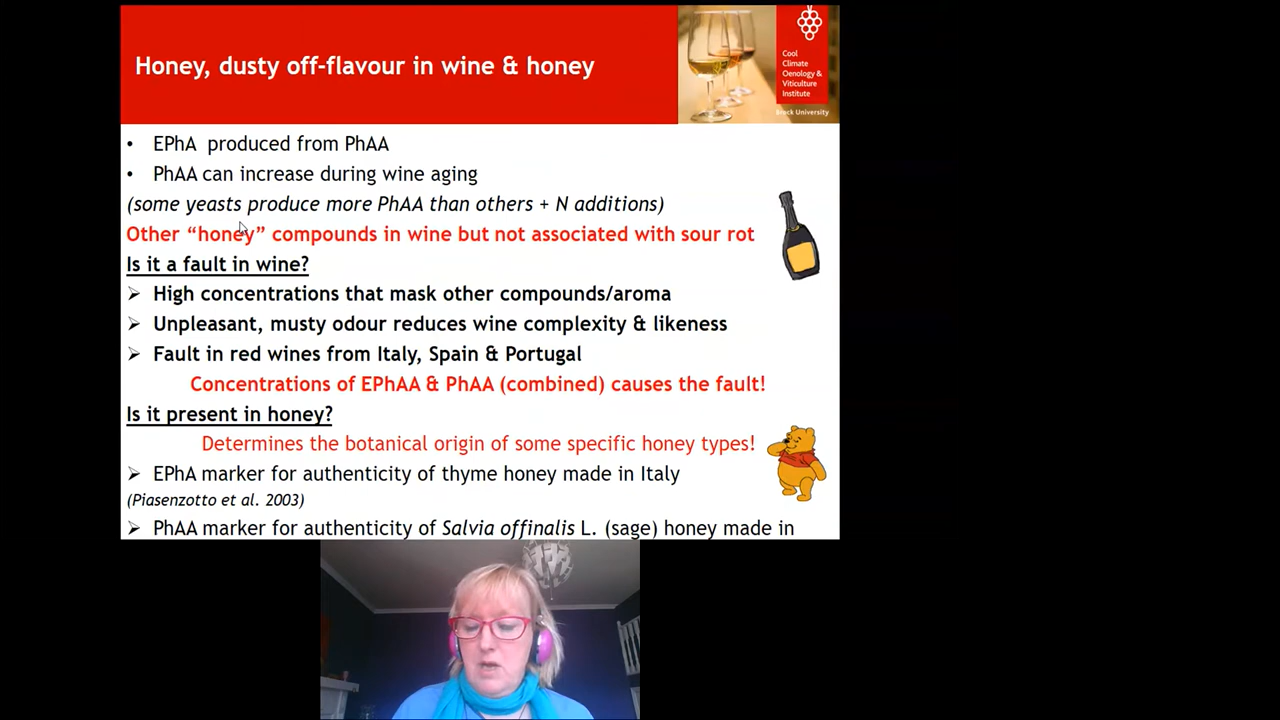 Honey, dusty off-flavour in wine & honey
Cool
Climate
Oenology &
Viticulture
Institute
Brock University
• EPhA produced from PhAA
• PhAA can increase during wine aging
(some yeasts produce more PhAA than others + N additions)
Other “honey” compounds in wine but not associated with sour rot
Is it a fault in wine?
➢ High concentrations that mask other compounds/aroma
➢ Unpleasant, musty odour reduces wine complexity & likeness
➢ Fault in red wines from Italy, Spain & Portugal
Concentrations of EPhAA & PhAA (combined) causes the fault!
Is it present in honey?
Determines the botanical origin of some specific honey types!
➢ EPhA marker for authenticity of thyme honey made in Italy
(Piasenzotto et al. 2003)
➢ PhAA marker for authenticity of Salvia offinalis L. (sage) honey made in